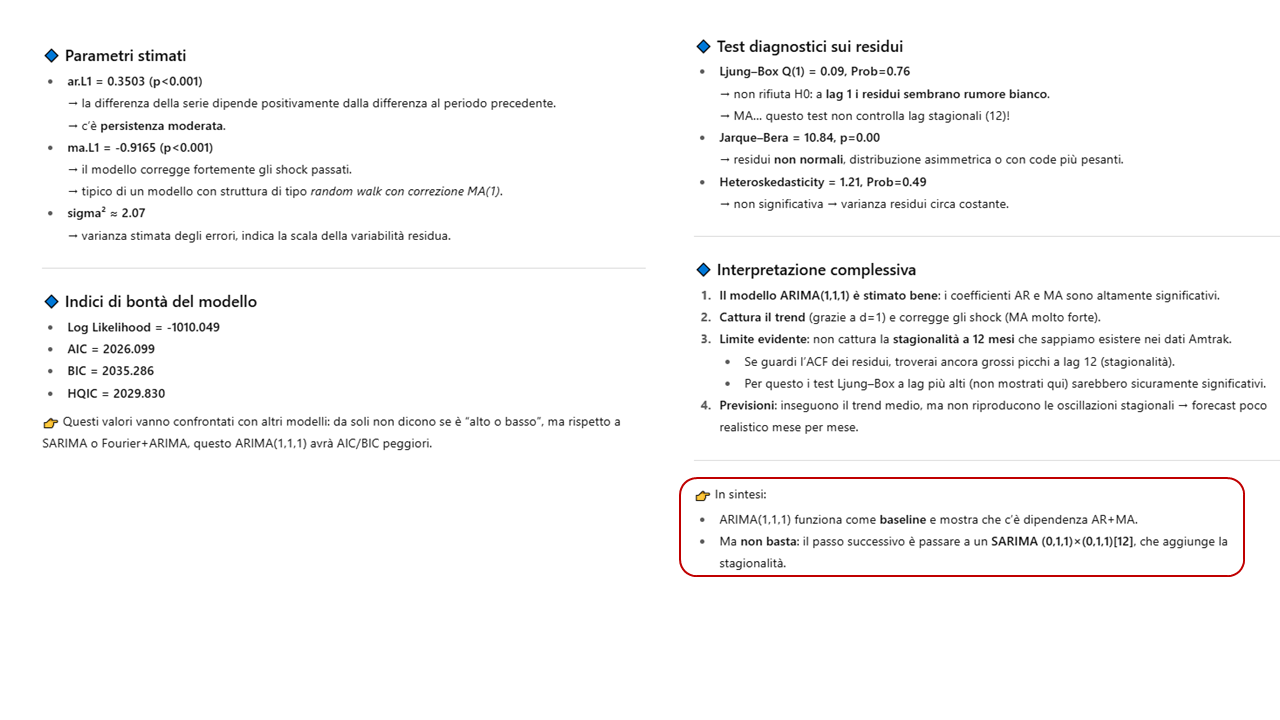 Parametri stimati
• ar.L1 = 0.3503 (p<0.001)
→ la differenza della serie dipende positivamente dalla differenza al periodo precedente.
→ c'è persistenza moderata.
• ma.L1 = -0.9165 (p<0.001)
→ il modello corregge fortemente gli shock passati.
→ tipico di un modello con struttura di tipo random walk con correzione MA(1).
• sigma² ≈ 2.07
→ varianza stimata degli errori, indica la scala della variabilità residua.
Indici di bontà del modello
• Log Likelihood = -1010.049
• AIC = 2026.099
• BIC = 2035.286
• HQIC = 2029.830
👉 Questi valori vanno confrontati con altri modelli: da soli non dicono se è "alto o basso", ma rispetto a
SARIMA o Fourier+ARIMA, questo ARIMA(1,1,1) avrà AIC/BIC peggiori.
Test diagnostici sui residui
• Ljung–Box Q(1) = 0.09, Prob=0.76
→ non rifiuta H0: a lag 1 i residui sembrano rumore bianco.
→ MA... questo test non controlla lag stagionali (12)!
• Jarque–Bera = 10.84, p=0.00
→ residui non normali, distribuzione asimmetrica o con code più pesanti.
• Heteroskedasticity = 1.21, Prob=0.49
→ non significativa → varianza residui circa costante.
Interpretazione complessiva
1. Il modello ARIMA(1,1,1) è stimato bene: i coefficienti AR e MA sono altamente significativi.
2. Cattura il trend (grazie a d=1) e corregge gli shock (MA molto forte).
3. Limite evidente: non cattura la stagionalità a 12 mesi che sappiamo esistere nei dati Amtrak.
• Se guardi l'ACF dei residui, troverai ancora grossi picchi a lag 12 (stagionalità).
• Per questo i test Ljung–Box a lag più alti (non mostrati qui) sarebbero sicuramente significativi.
4. Previsioni: inseguono il trend medio, ma non riproducono le oscillazioni stagionali → forecast poco
realistico mese per mese.
👉 In sintesi:
• ARIMA(1,1,1) funziona come baseline e mostra che c'è dipendenza AR+MA.
• Ma non basta: il passo successivo è passare a un SARIMA (0,1,1)×(0,1,1)[12], che aggiunge la
stagionalità.